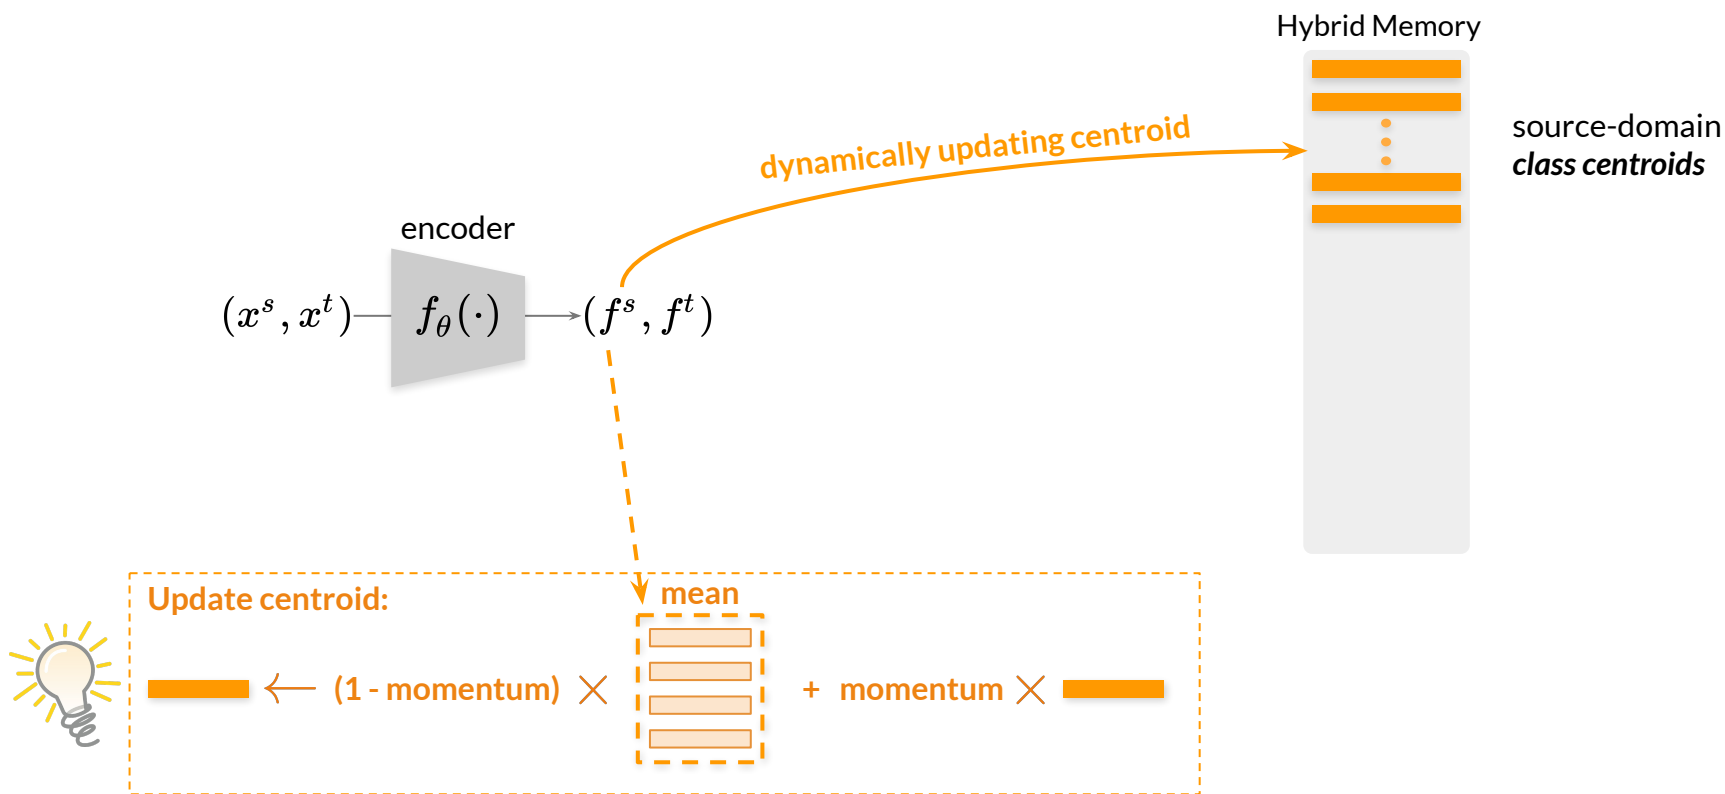 Hybrid Memory
dynamically updating centroid
source-domain
class centroids
encoder
(x^s, x^t)
f_θ(·)
(f^s, f^t)
Update centroid:
mean
← (1 - momentum) × + momentum ×